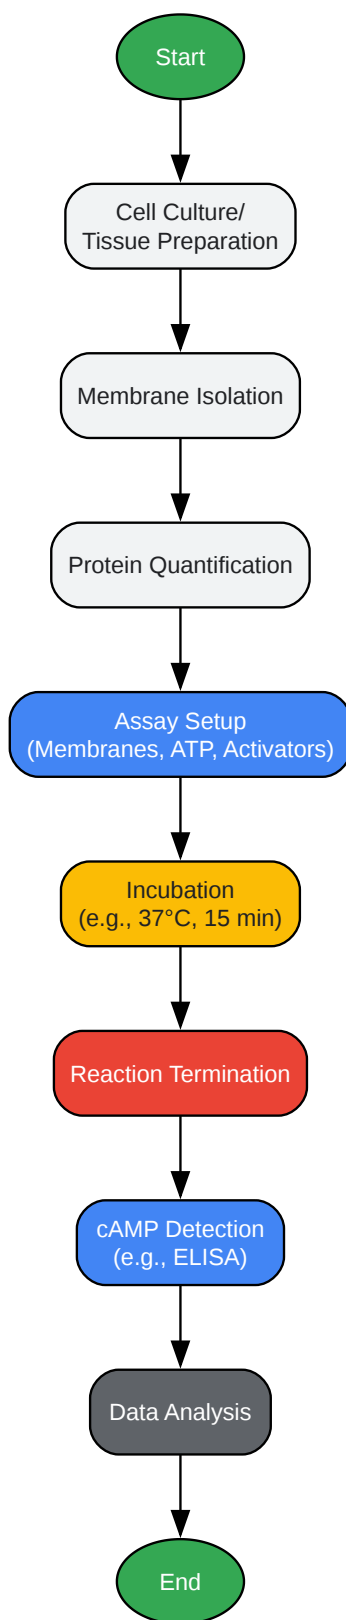 Start
Cell Culture/
Tissue Preparation
Membrane Isolation
Protein Quantification
Assay Setup
(Membranes, ATP, Activators)
Incubation
(e.g., 37°C, 15 min)
Reaction Termination
cAMP Detection
(e.g., ELISA)
Data Analysis
End